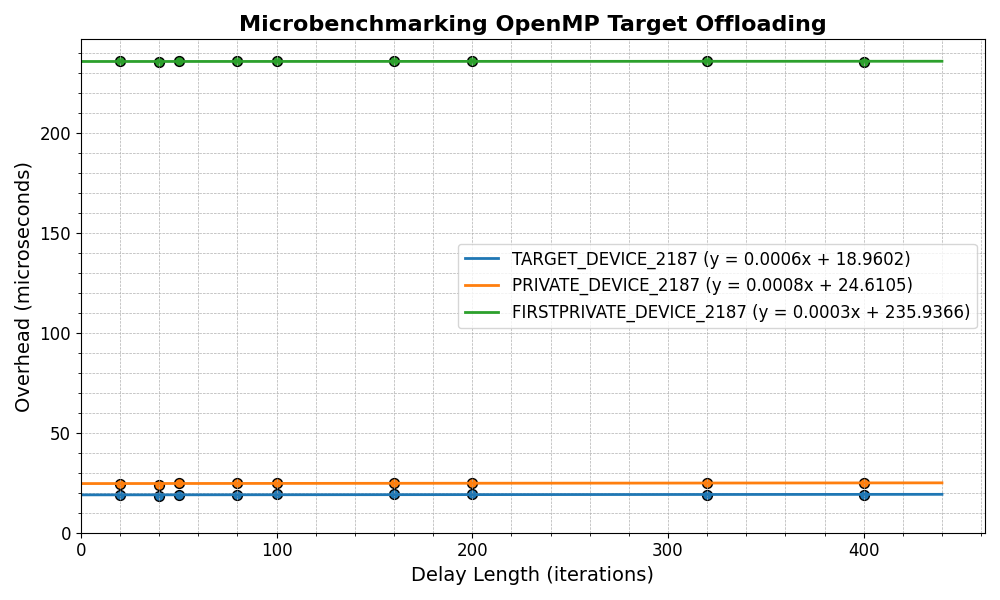 Microbenchmarking OpenMP Target Offloading
Overhead (microseconds)
200
150
100
50
0
TARGET_DEVICE_2187 (y = 0.0006x + 18.9602)
PRIVATE_DEVICE_2187 (y = 0.0008x + 24.6105)
FIRSTPRIVATE_DEVICE_2187 (y = 0.0003x + 235.9366)
0 100 200 300 400
Delay Length (iterations)